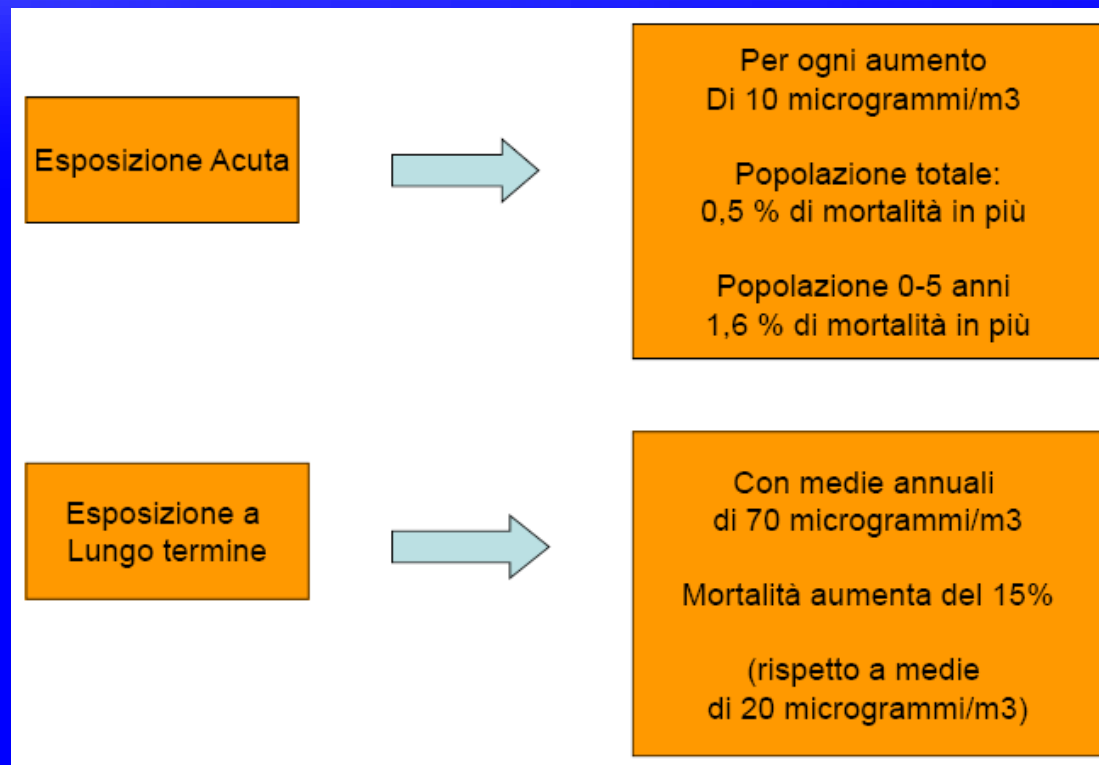 Esposizione Acuta
Per ogni aumento
Di 10 microgrammi/m3
Popolazione totale:
0,5 % di mortalità in più
Popolazione 0-5 anni
1,6 % di mortalità in più
Esposizione a
Lungo termine
Con medie annuali
di 70 microgrammi/m3
Mortalità aumenta del 15%
(rispetto a medie
di 20 microgrammi/m3)